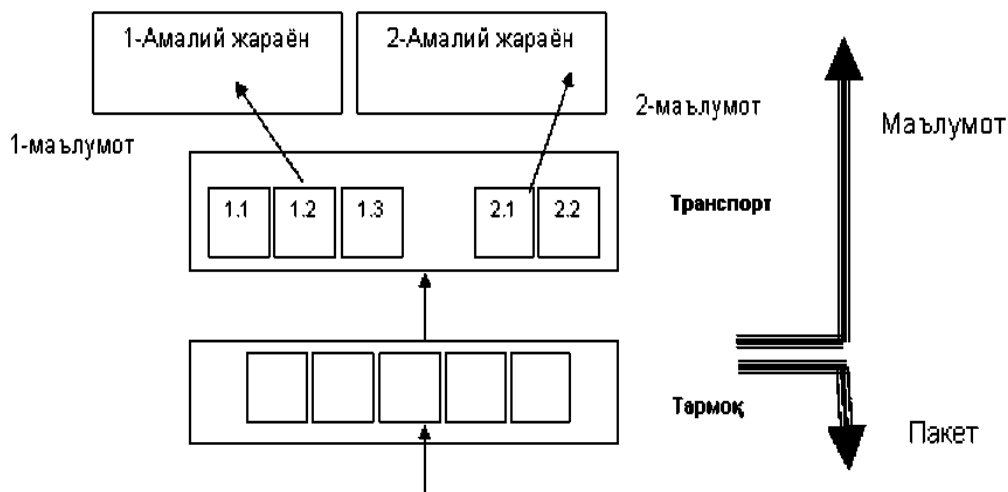 1-Амалий жараён
2-Амалий жараён
2-маълумот
Маълумот
1-маълумот
1.1
1.2
1.3
2.1
2.2
Транспорт
Тармоқ
Пакет